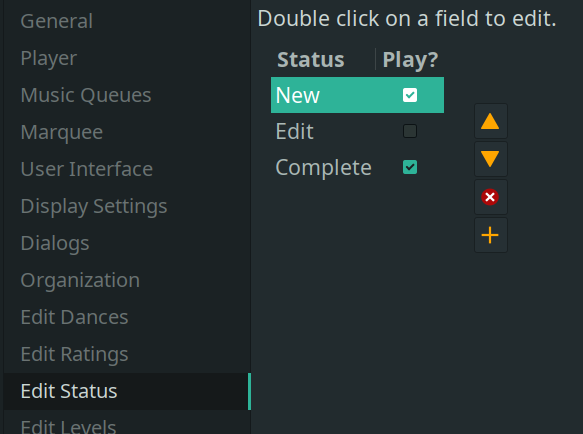 General
Player
Music Queues
Marquee
User Interface
Display Settings
Dialogs
Organization
Edit Dances
Edit Ratings
Edit Status
Edit Levels
Double click on a field to edit.
Status Play?
New
Edit
Complete